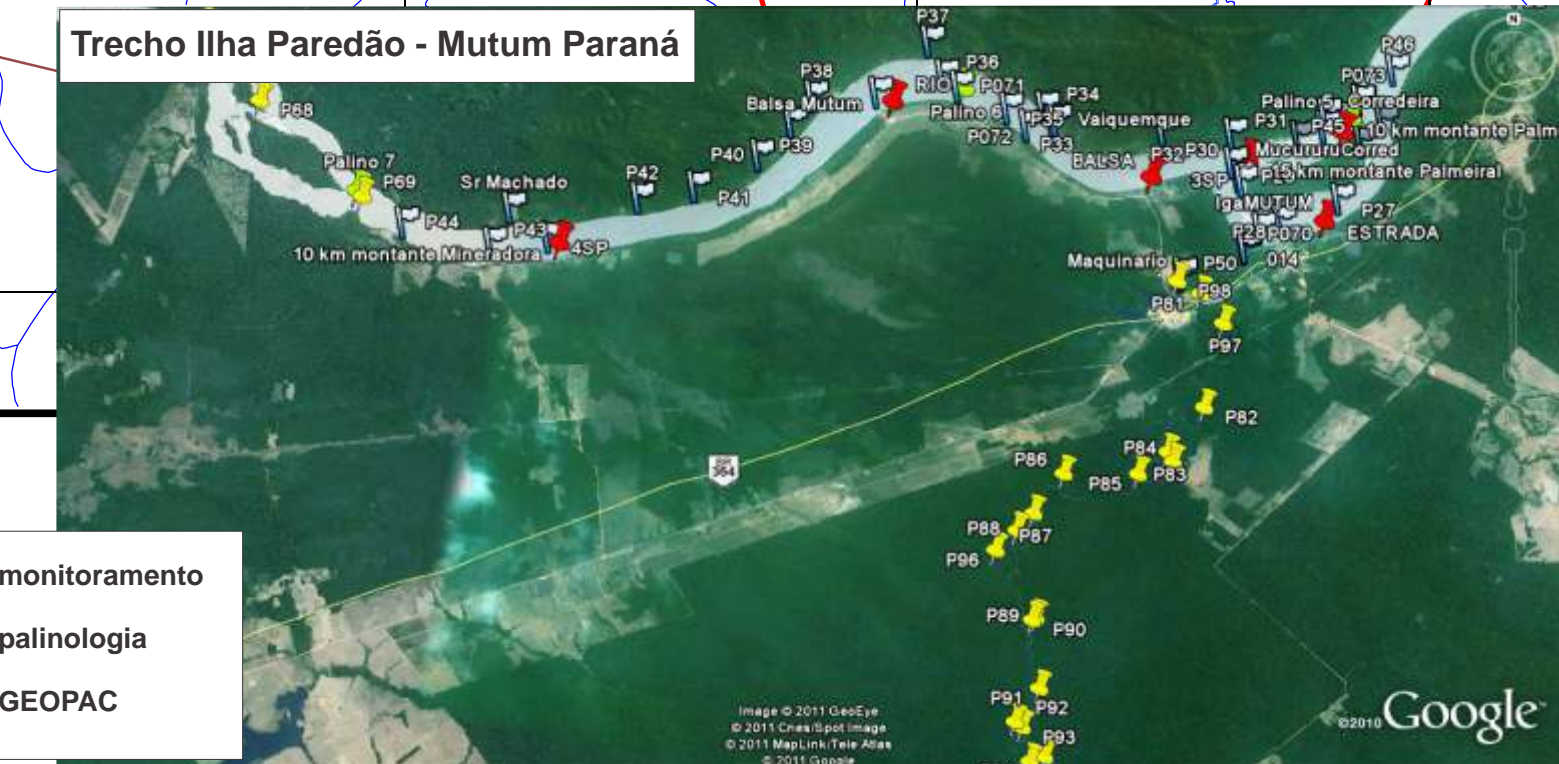 Trecho Ilha Paredão - Mutum Paraná
P37
P46
P38
RIO
P36
P071
P073
P68
Balsa Mutum
Palino 6
P34
Palino 5
Corredeira
P35
Vaiquemque
P31
P45
10 km montante Palm
P072
P33
P40
P39
BALSA
P32
P30
MucururuCorred
Palino 7
P69
Sr Machado
P42
P41
3SP
15 km montante Palmeiral
IgaMUTUM
P27
P44
P43
4SP
P28
P070
ESTRADA
10 km montante Mineradora
Maquinario
P50
014
P81
P98
P97
P82
P84
P83
P86
P85
364
P88
P87
P96
monitoramento
P89
P90
palinologia
GEOPAC
P91
P92
P93
Image © 2011 GeoEye
© 2011 Cnes/Spot Image
© 2011 MapLink/Tele Atlas
© 2011 Google
©2010 Google